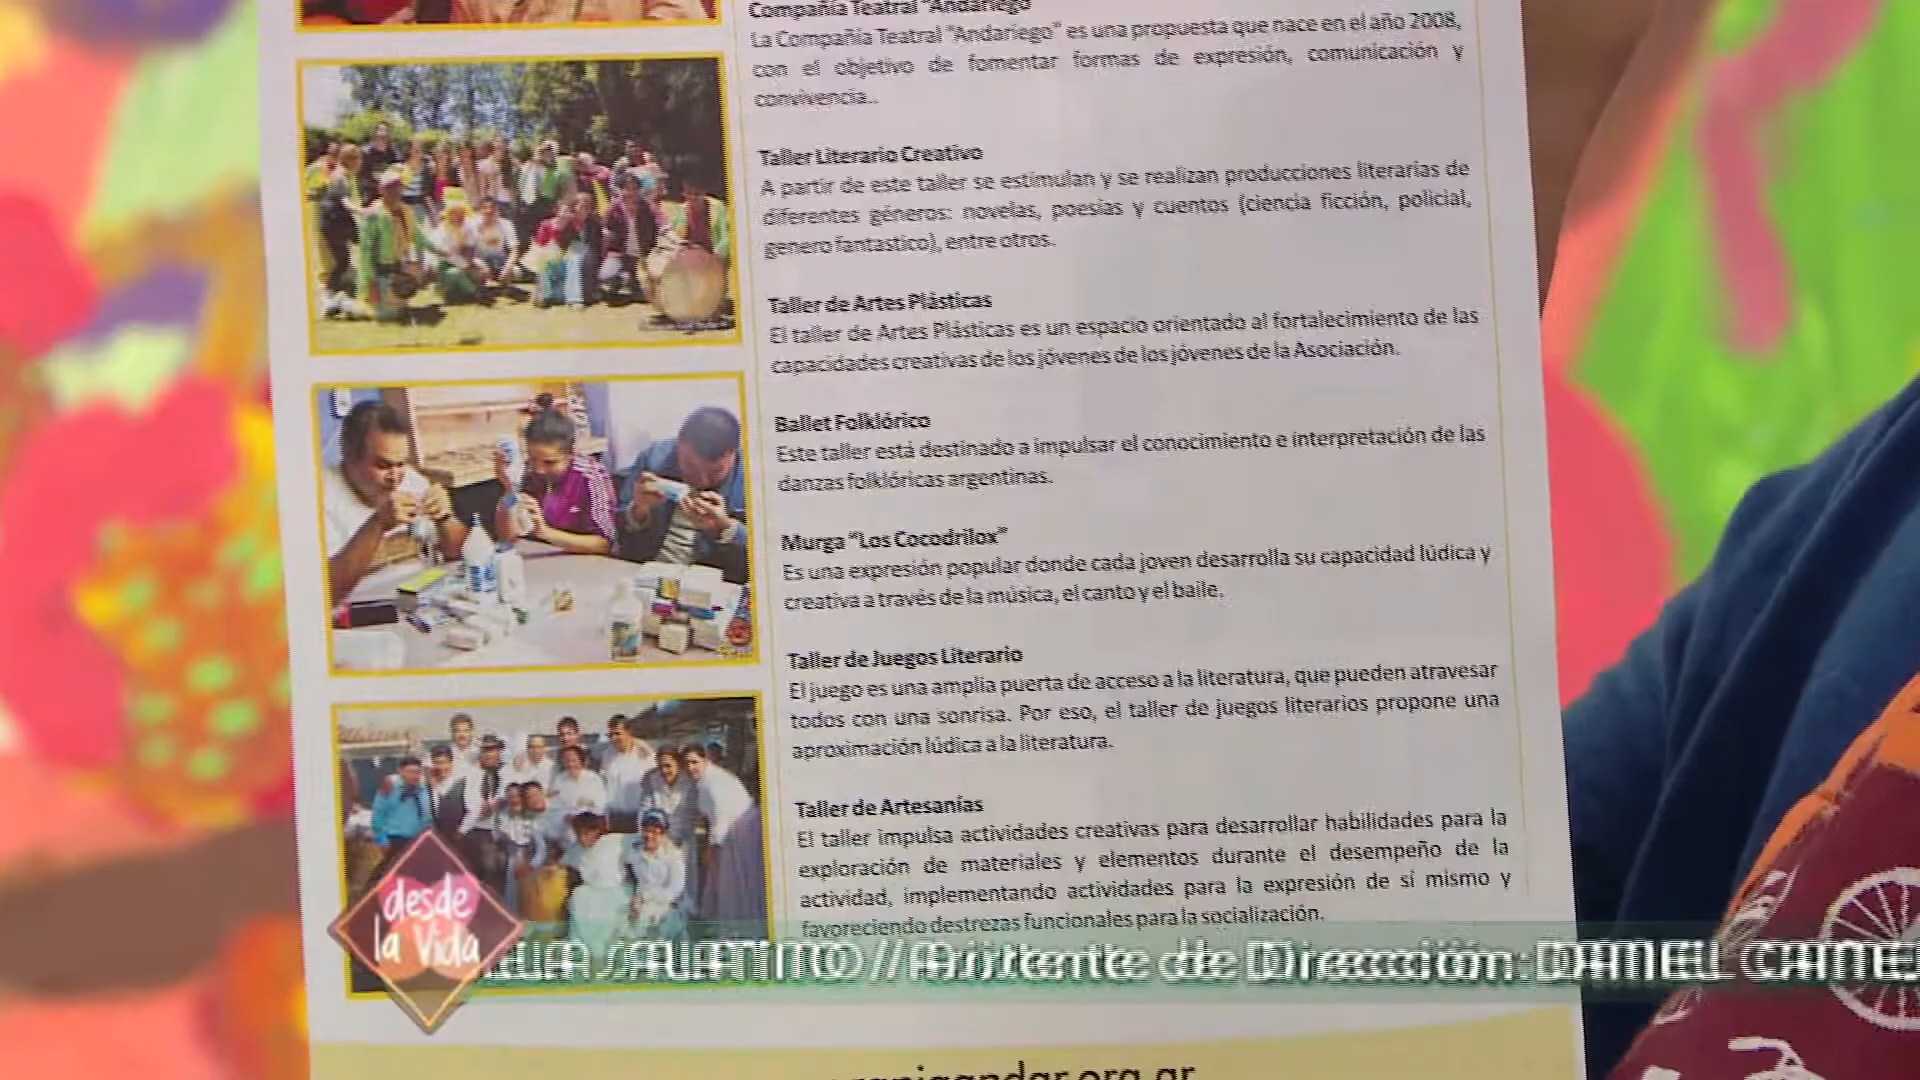 Compañía Teatral "Andariego
La Compañía Teatral "Andariego" es una propuesta que nace en el año 2008,
con el objetivo de fomentar formas de expresión, comunicación y
convivencia..
Taller Literario Creativo
A partir de este taller se estimulan y se realizan producciones literarias de
diferentes géneros: novelas, poesías y cuentos (ciencia ficción, policial,
genero fantastico), entre otros.
Taller de Artes Plásticas
El taller de Artes Plásticas es un espacio orientado al fortalecimiento de las
capacidades creativas de los jóvenes de los jóvenes de la Asociación.
Ballet Folklórico
Este taller está destinado a impulsar el conocimiento e interpretación de las
danzas folklóricas argentinas.
Murga "Los Cocodrilox"
Es una expresión popular donde cada joven desarrolla su capacidad lúdica y
creativa a través de la música, el canto y el baile.
Taller de Juegos Literario
El juego es una amplia puerta de acceso a la literatura, que pueden atravesar
todos con una sonrisa. Por eso, el taller de juegos literarios propone una
aproximación lúdica a la literatura.
Taller de Artesanías
El taller impulsa actividades creativas para desarrollar habilidades para la
exploración de materiales y elementos durante el desempeño de la
actividad, implementando actividades para la expresión de sí mismo y
favoreciendo destrezas funcionales para la socialización.
desde
la Vida
// Asistente de Dirección: DANIEL